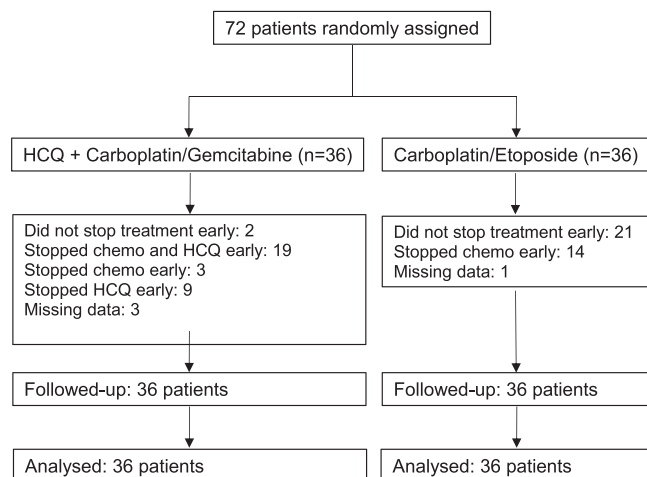 72 patients randomly assigned
HCQ + Carboplatin/Gemcitabine (n=36)
Carboplatin/Etoposide (n=36)
Did not stop treatment early: 2
Stopped chemo and HCQ early: 19
Stopped chemo early: 3
Stopped HCQ early: 9
Missing data: 3
Did not stop treatment early: 21
Stopped chemo early: 14
Missing data: 1
Followed-up: 36 patients
Followed-up: 36 patients
Analysed: 36 patients
Analysed: 36 patients